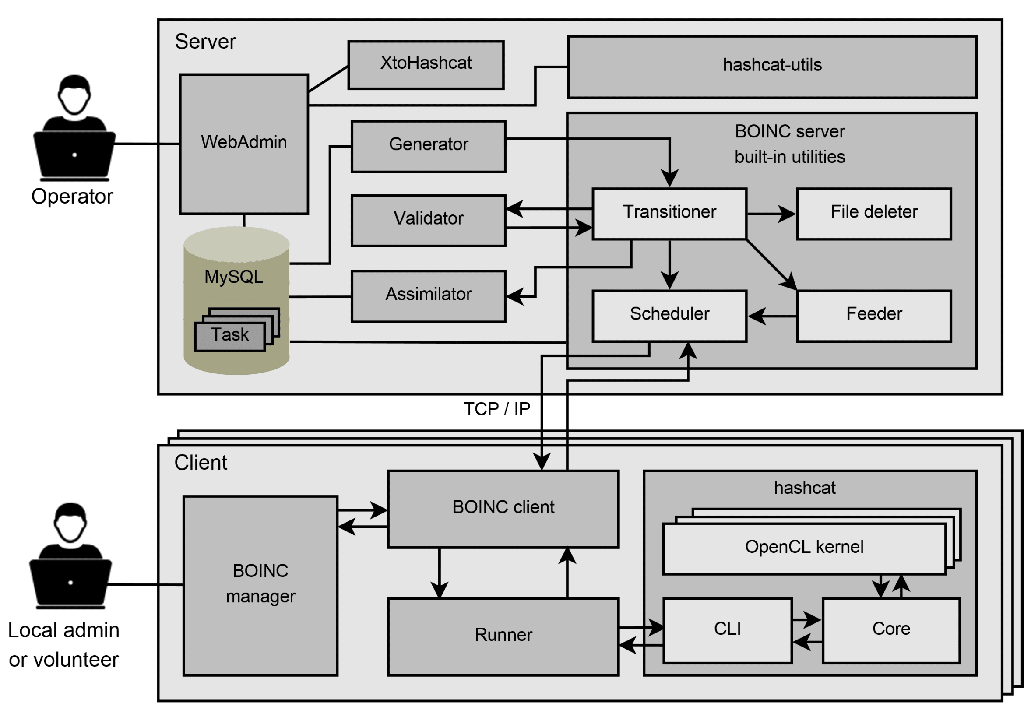 Server
XtoHashcat
hashcat-utils
WebAdmin
Operator
Generator
BOINC server
built-in utilities
Validator
Transitioner
File deleter
MySQL
Task
Assimilator
Scheduler
Feeder
TCP / IP
Client
BOINC client
hashcat
OpenCL kernel
BOINC
manager
Local admin
or volunteer
Runner
CLI
Core